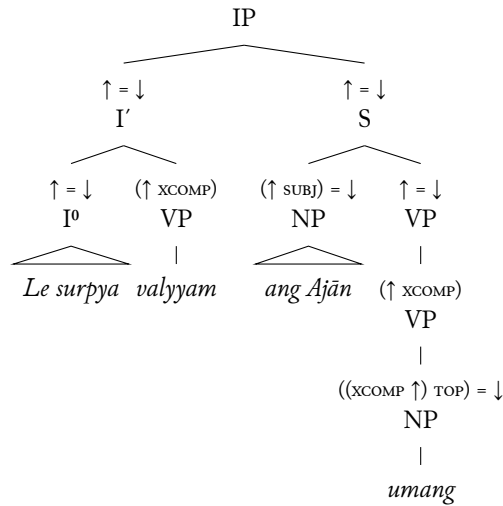 IP
↑ = ↓ ↑ = ↓
I′ S
↑ = ↓ (↑ XCOMP) (↑ SUBJ) = ↓ ↑ = ↓
I⁰ VP NP VP
Le surpya valyyam ang Ajān (↑ XCOMP)
VP
((XCOMP ↑) TOP) = ↓
NP
umang